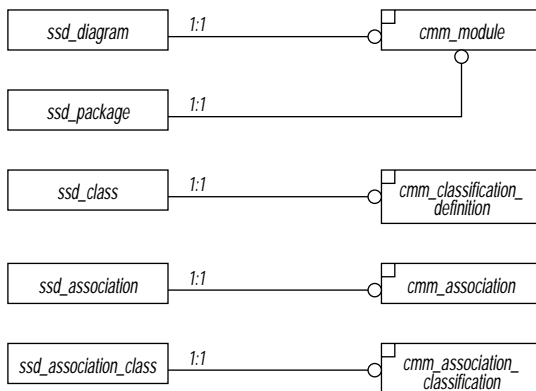 ssd_diagram
1:1
cmm_module
ssd_package
1:1
ssd_class
1:1
cmm_classification_
definition
ssd_association
1:1
cmm_association
ssd_association_class
1:1
cmm_association_
classification